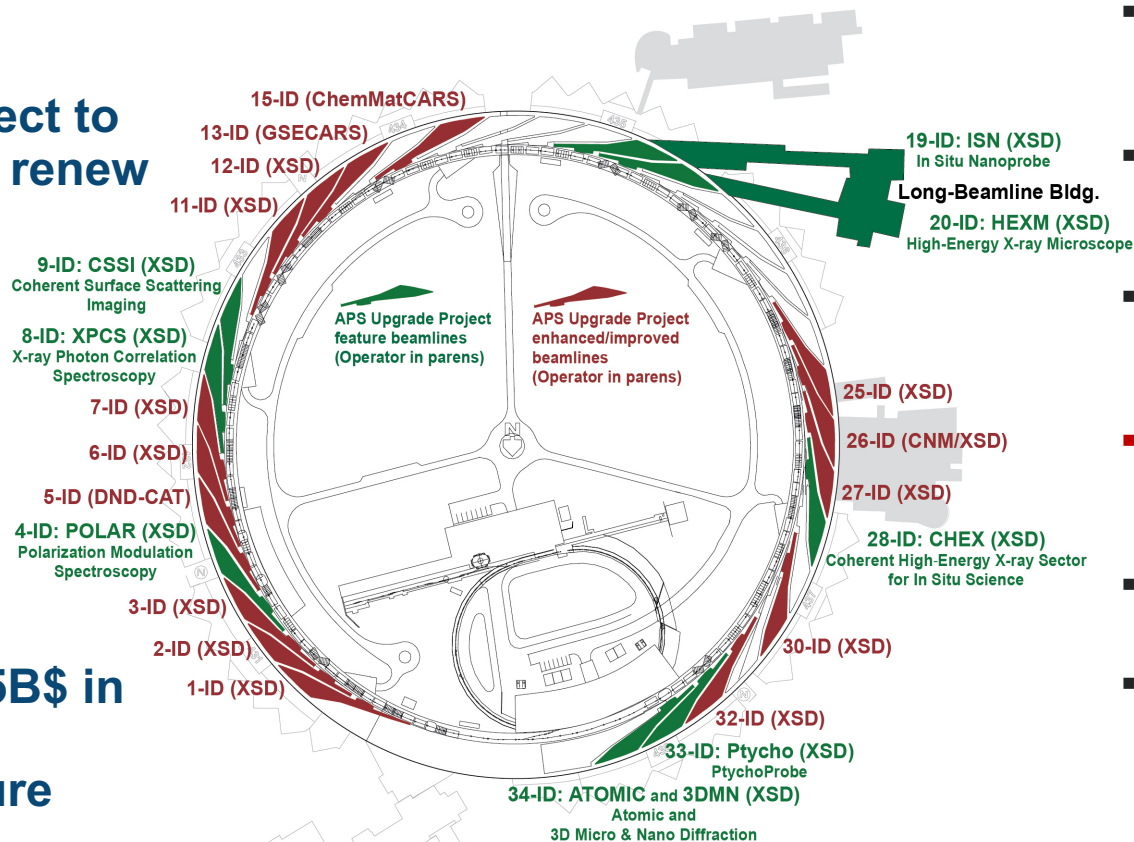 ect to
renew
15-ID (ChemMatCARS)
13-ID (GSECARS)
12-ID (XSD)
11-ID (XSD)
9-ID: CSSI (XSD)
Coherent Surface Scattering
Imaging
8-ID: XPCS (XSD)
X-ray Photon Correlation
Spectroscopy
7-ID (XSD)
6-ID (XSD)
5-ID (DND-CAT)
4-ID: POLAR (XSD)
Polarization Modulation
Spectroscopy
3-ID (XSD)
2-ID (XSD)
1-ID (XSD)
5B$ in
ure
APS Upgrade Project
feature beamlines
(Operator in parens)
APS Upgrade Project
enhanced/improved
beamlines
(Operator in parens)
N
434
435
19-ID: ISN (XSD)
In Situ Nanoprobe
Long-Beamline Bldg.
20-ID: HEXM (XSD)
High-Energy X-ray Microscope
25-ID (XSD)
26-ID (CNM/XSD)
27-ID (XSD)
28-ID: CHEX (XSD)
Coherent High-Energy X-ray Sector
for In Situ Science
30-ID (XSD)
32-ID (XSD)
33-ID: Ptycho (XSD)
PtychoProbe
34-ID: ATOMIC and 3DMN (XSD)
Atomic and
3D Micro & Nano Diffraction